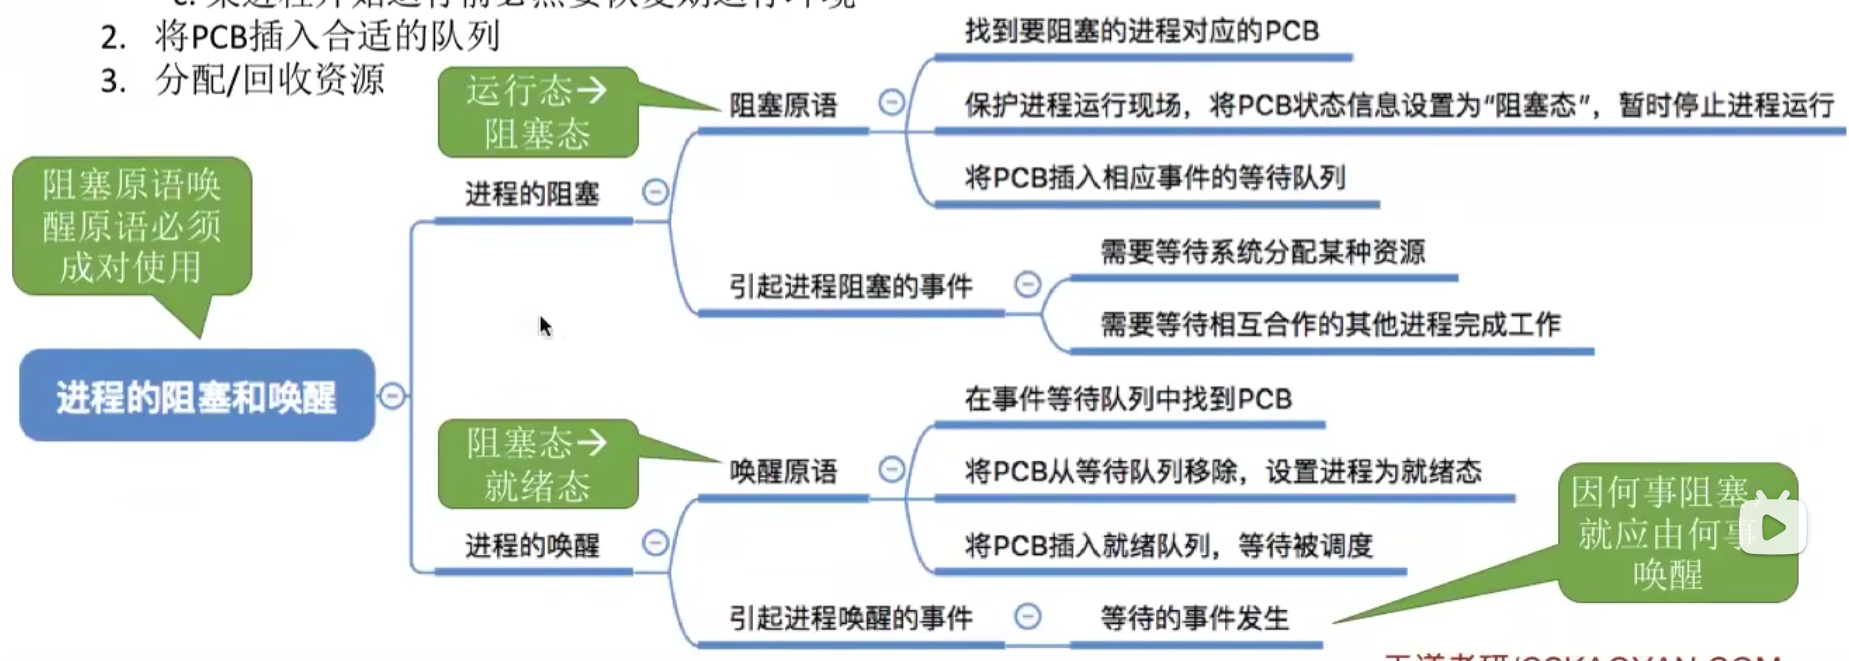 2. 将PCB插入合适的队列
3. 分配/回收资源
运行态→
阻塞态
阻塞原语唤
醒原语必须
成对使用
进程的阻塞和唤醒
进程的阻塞
阻塞原语
找到要阻塞的进程对应的PCB
保护进程运行现场，将PCB状态信息设置为“阻塞态”，暂时停止进程运行
将PCB插入相应事件的等待队列
引起进程阻塞的事件
需要等待系统分配某种资源
需要等待相互合作的其他进程完成工作
阻塞态→
就绪态
进程的唤醒
唤醒原语
在事件等待队列中找到PCB
将PCB从等待队列移除，设置进程为就绪态
将PCB插入就绪队列，等待被调度
引起进程唤醒的事件
等待的事件发生
因何事阻塞，
就应由何事
唤醒